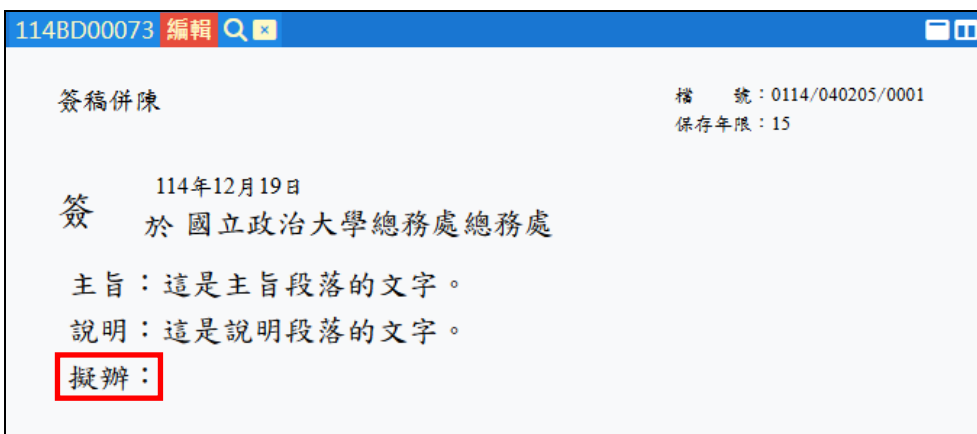 114BD00073 編輯
簽稿併陳
檔 號：0114/040205/0001
保存年限：15
114年12月19日
簽 於 國立政治大學總務處總務處
主旨：這是主旨段落的文字。
說明：這是說明段落的文字。
擬辦：